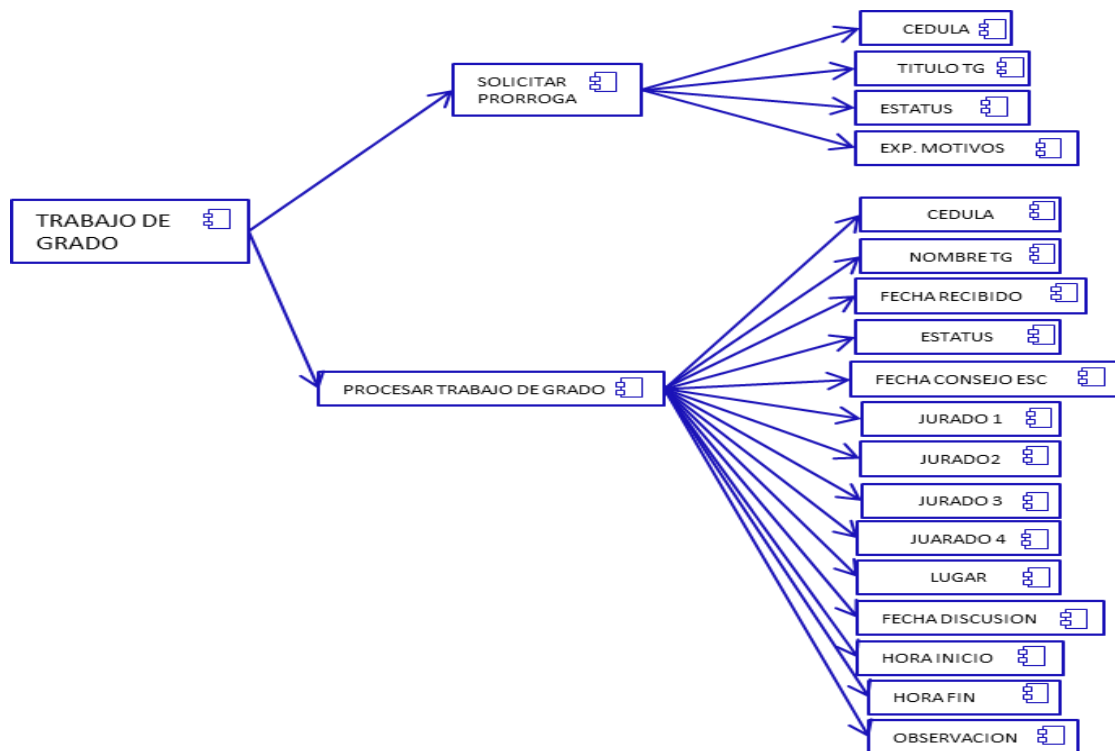 CEDULA
TITULO TG
SOLICITAR
PRORROGA
ESTATUS
EXP. MOTIVOS
TRABAJO DE
GRADO
CEDULA
NOMBRE TG
FECHA RECIBIDO
ESTATUS
PROCESAR TRABAJO DE GRADO
FECHA CONSEJO ESC
JURADO 1
JURADO2
JURADO 3
JUARADO 4
LUGAR
FECHA DISCUSION
HORA INICIO
HORA FIN
OBSERVACION